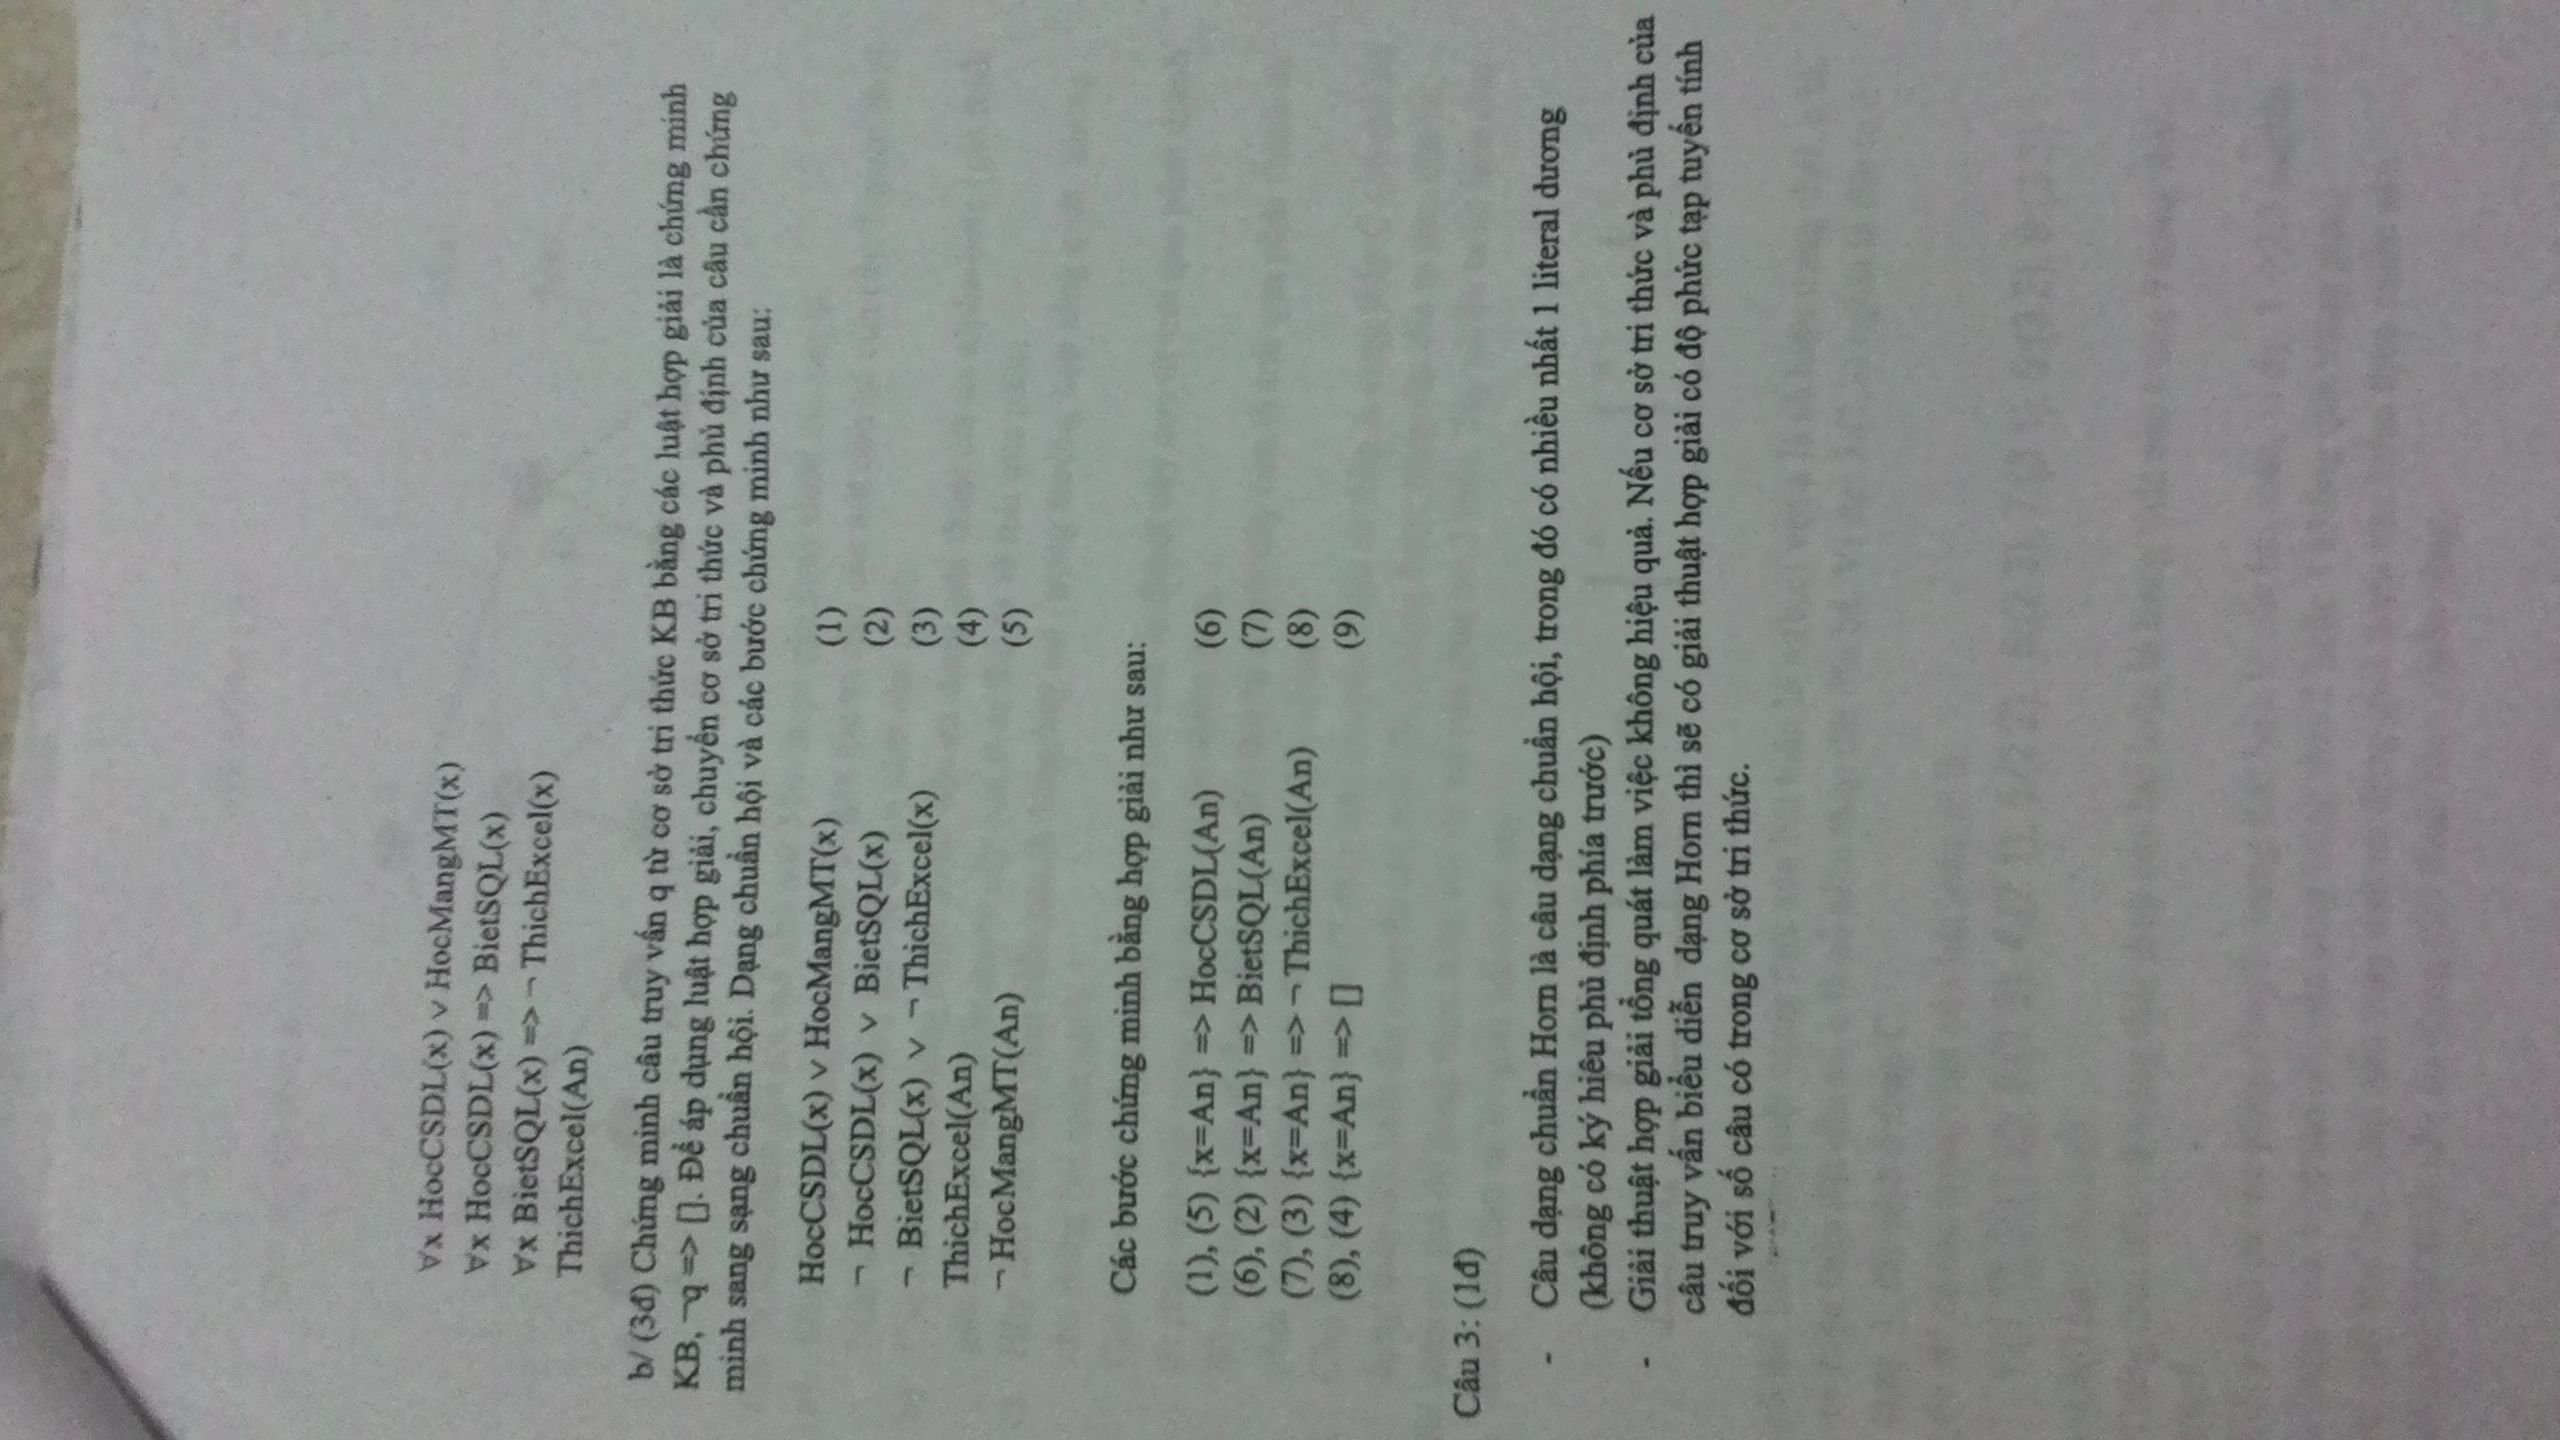 ∀x HocCSDL(x) ∨ HocMangMT(x)
∀x HocCSDL(x) => BietSQL(x)
∀x BietSQL(x) => ¬ ThichExcel(x)
ThichExcel(An)
b/ (3đ) Chứng minh câu truy vấn q từ cơ sở tri thức KB bằng các luật hợp giải là chứng minh
KB, ¬q => []. Để áp dụng luật hợp giải, chuyển cơ sở tri thức và phủ định của câu cần chứng
minh sang sạng chuẩn hội. Dạng chuẩn hội và các bước chứng minh như sau:
HocCSDL(x) ∨ HocMangMT(x) (1)
¬ HocCSDL(x) ∨ BietSQL(x) (2)
¬ BietSQL(x) ∨ ¬ ThichExcel(x) (3)
ThichExcel(An) (4)
¬ HocMangMT(An) (5)
Các bước chứng minh bằng hợp giải như sau:
(1), (5) {x=An} => HocCSDL(An) (6)
(6), (2) {x=An} => BietSQL(An) (7)
(7), (3) {x=An} => ¬ ThichExcel(An) (8)
(8), (4) {x=An} => [] (9)
Câu 3: (1đ)
- Câu dạng chuẩn Horn là câu dạng chuẩn hội, trong đó có nhiều nhất 1 literal dương
(không có ký hiêu phủ định phía trước)
- Giải thuật hợp giải tổng quát làm việc không hiệu quả. Nếu cơ sở tri thức và phủ định của
câu truy vấn biểu diễn dạng Horn thì sẽ có giải thuật hợp giải có độ phức tạp tuyến tính
đối với số câu có trong cơ sở tri thức.